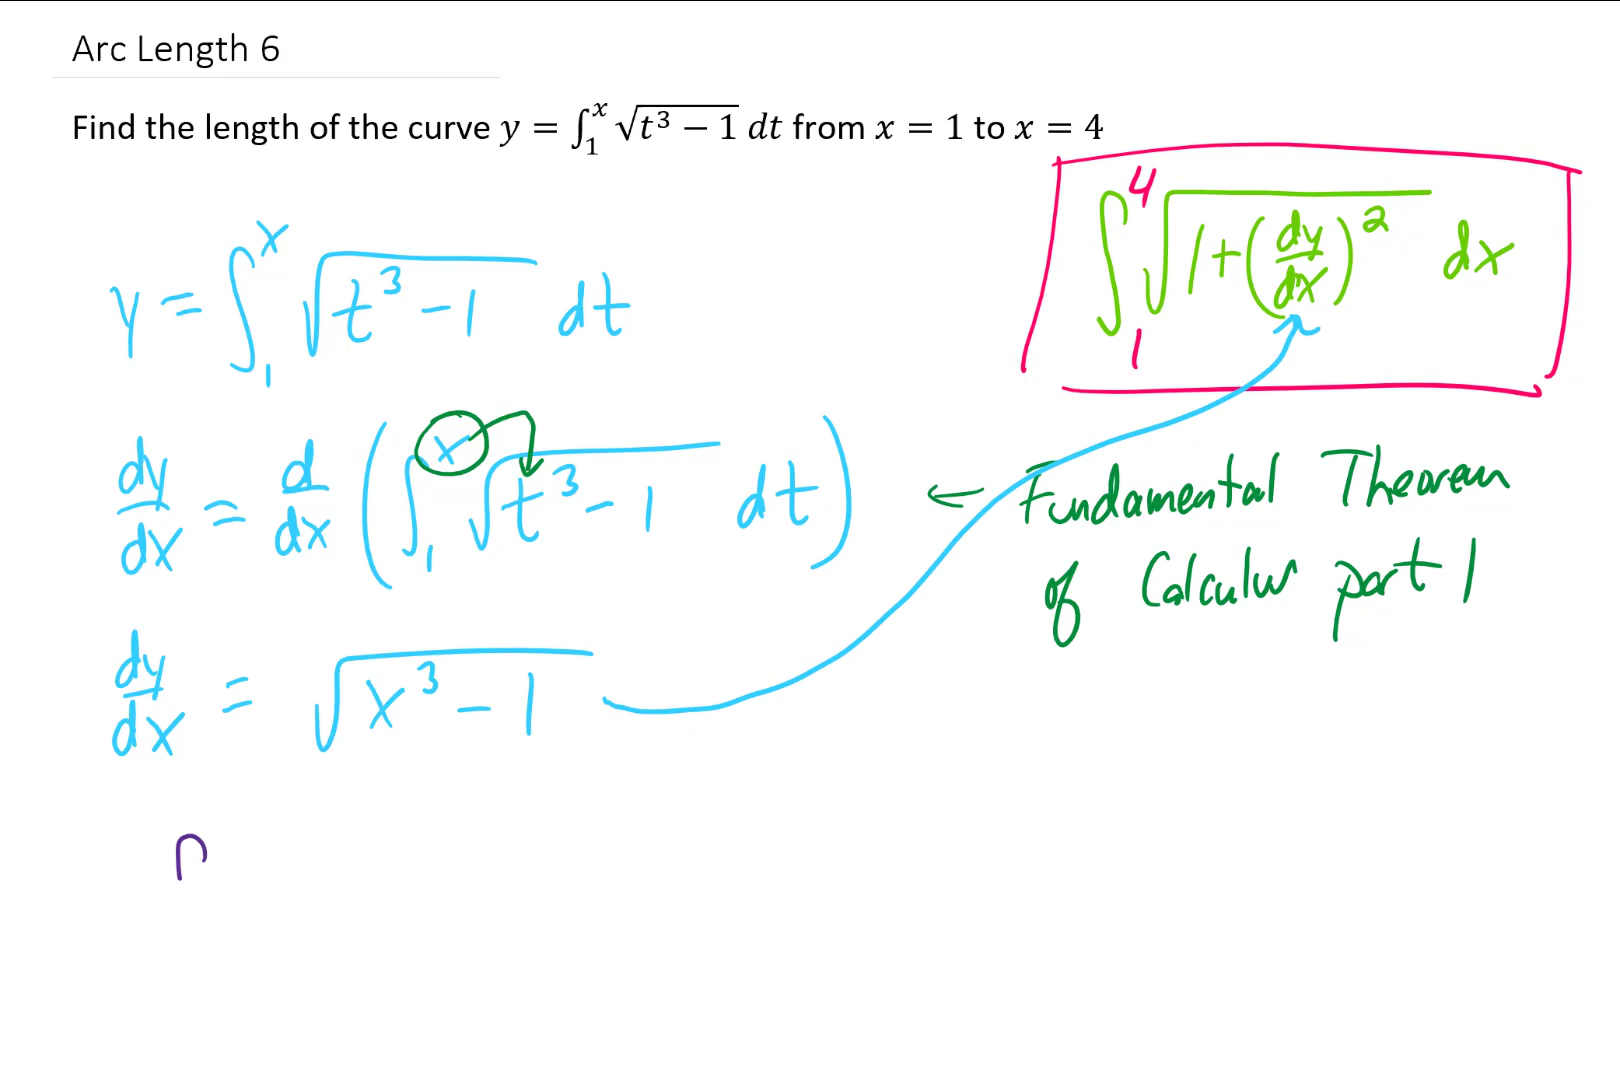 Arc Length 6
Find the length of the curve y = ∫₁ˣ √(t³ − 1) dt from x = 1 to x = 4
∫₁⁴ √(1+(dy/dx)²) dx
y = ∫₁ˣ √(t³ −1) dt
dy/dx = d/dx (∫₁ˣ √(t³ −1) dt)
← Fundamental Theorem
of Calculus part 1
dy/dx = √(x³ − 1)